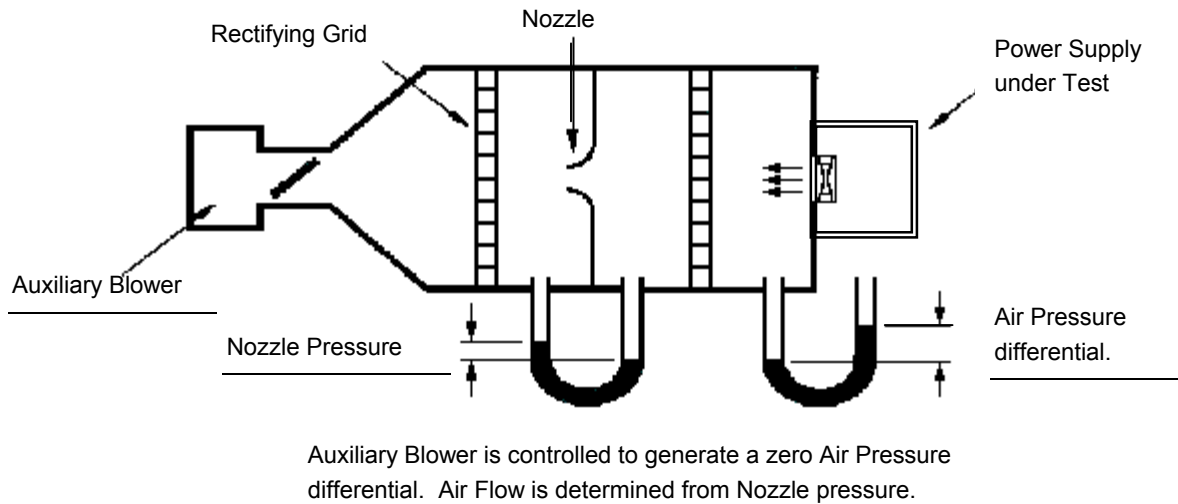 Nozzle
Rectifying Grid
Power Supply
under Test
Auxiliary Blower
Nozzle Pressure
Air Pressure
differential.
Auxiliary Blower is controlled to generate a zero Air Pressure
differential.  Air Flow is determined from Nozzle pressure.